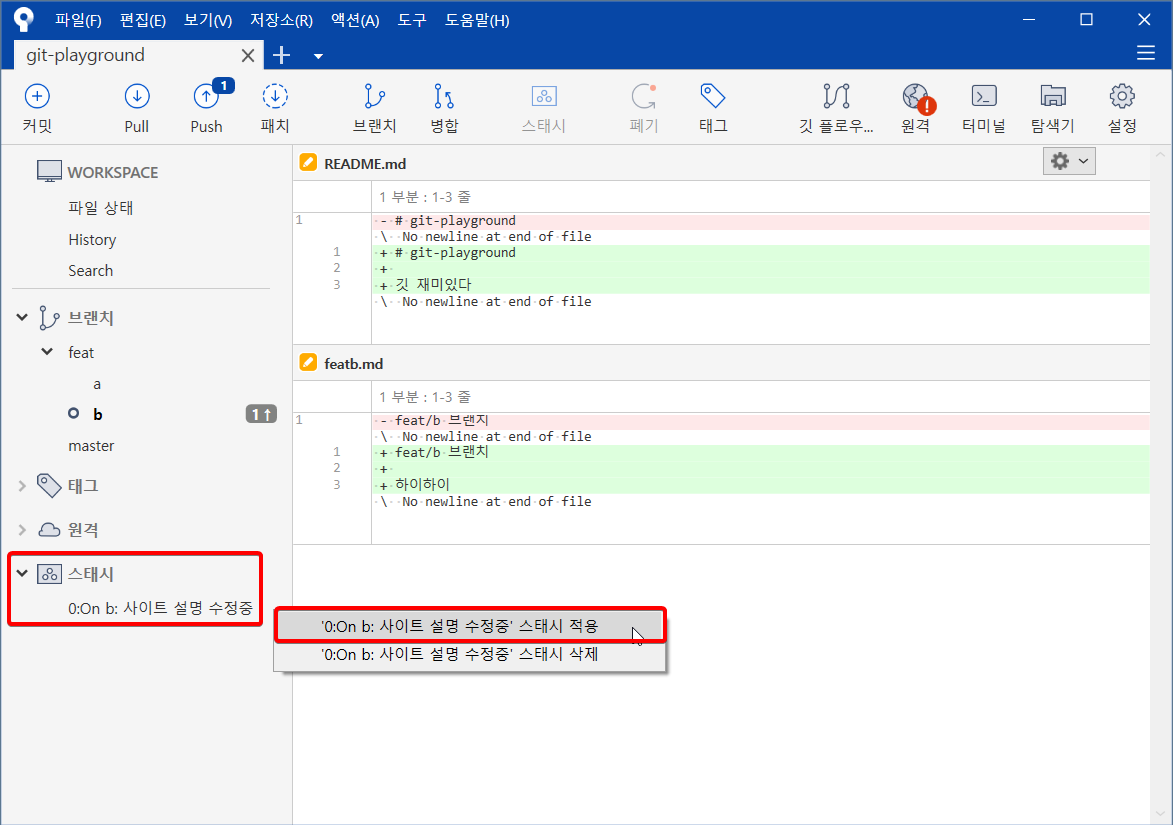 파일(F) 편집(E) 보기(V) 저장소(R) 액션(A) 도구 도움말(H)
git-playground
1
커밋 Pull Push 패치 브랜치 병합 스태시 폐기 태그 깃 플로우... 원격 터미널 탐색기 설정
WORKSPACE
파일 상태
History
Search
브랜치
feat
a
b 1↑
master
태그
원격
스태시
0:On b: 사이트 설명 수정중
README.md
1 부분 : 1-3 줄
1 - # git-playground
\ No newline at end of file
1 + # git-playground
2 +
3 + 깃 재미있다
\ No newline at end of file
featb.md
1 부분 : 1-3 줄
1 - feat/b 브랜치
\ No newline at end of file
1 + feat/b 브랜치
2 +
3 + 하이하이
\ No newline at end of file
'0:On b: 사이트 설명 수정중' 스태시 적용
'0:On b: 사이트 설명 수정중' 스태시 삭제